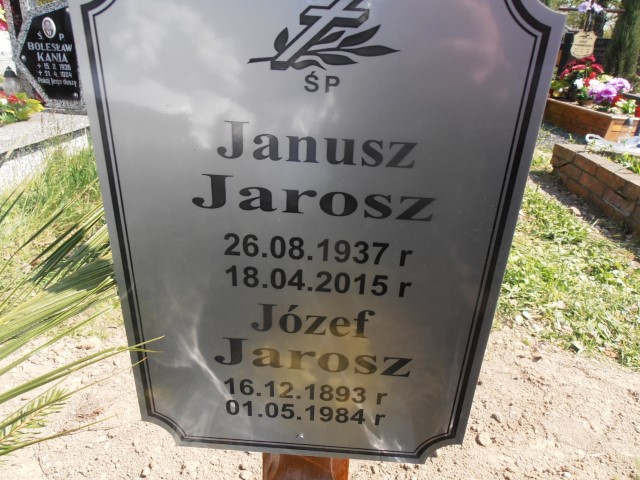 Ś P
BOLESŁAW
KANIA
ŚP
Janusz
Jarosz
26.08.1937 r
18.04.2015 r
Józef
Jarosz
16.12.1893 r
01.05.1984 r